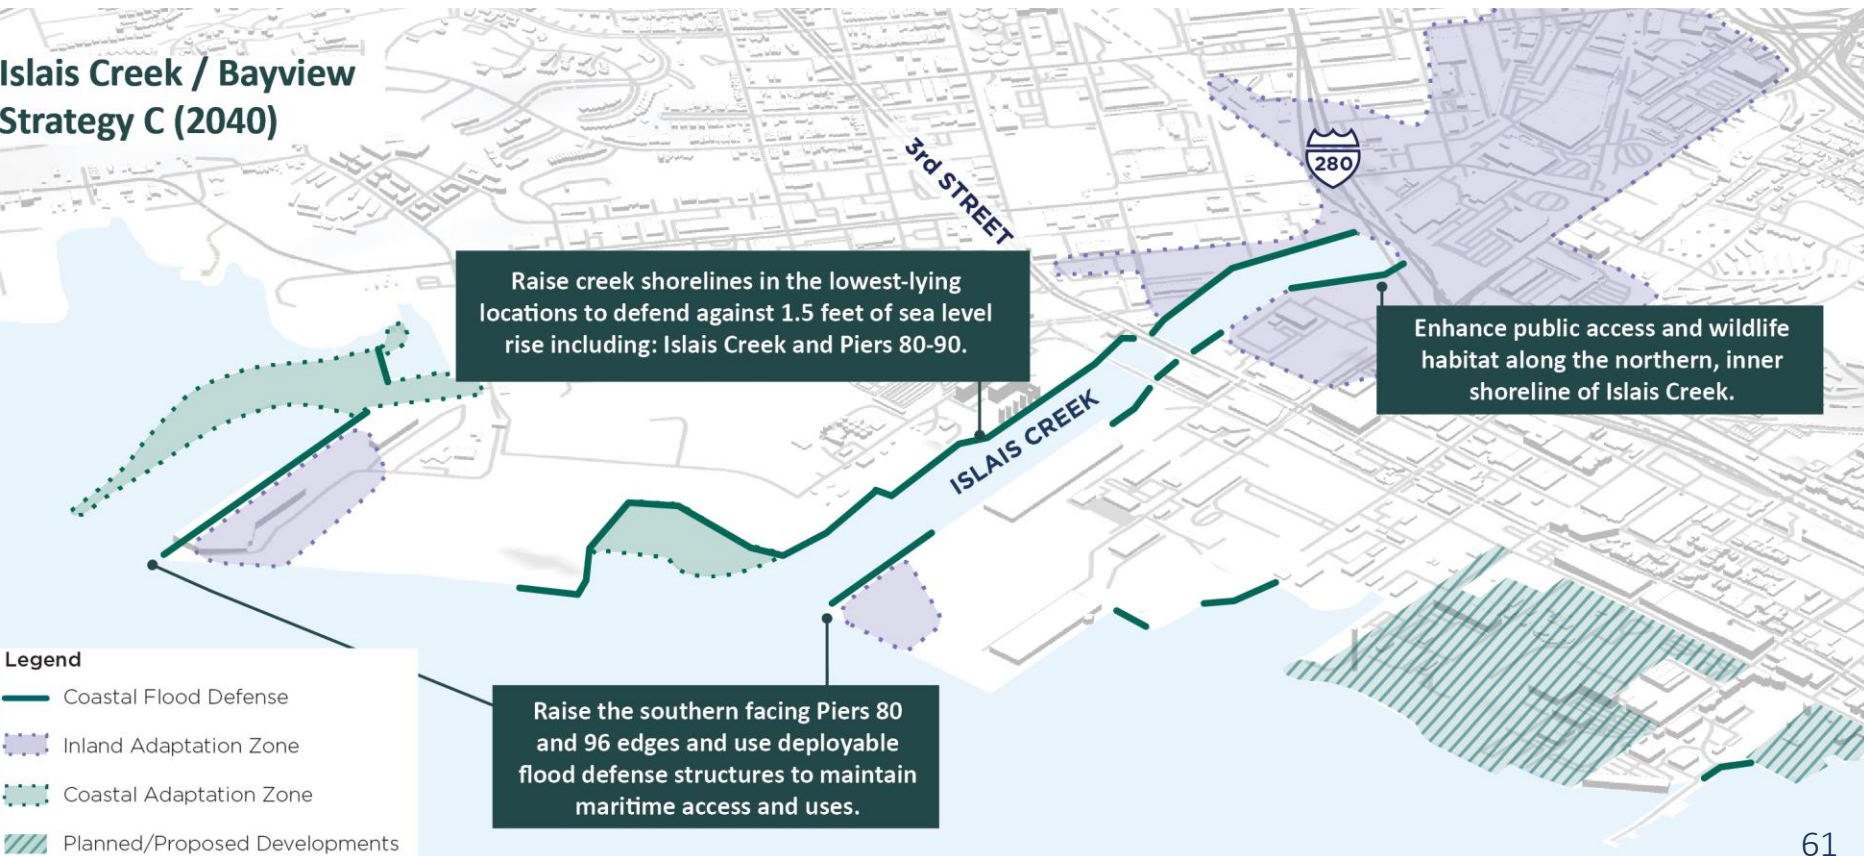 Islais Creek / Bayview
Strategy C (2040)
3rd STREET
280
Raise creek shorelines in the lowest-lying
locations to defend against 1.5 feet of sea level
rise including: Islais Creek and Piers 80-90.
Enhance public access and wildlife
habitat along the northern, inner
shoreline of Islais Creek.
ISLAIS CREEK
Raise the southern facing Piers 80
and 96 edges and use deployable
flood defense structures to maintain
maritime access and uses.
Legend
Coastal Flood Defense
Inland Adaptation Zone
Coastal Adaptation Zone
Planned/Proposed Developments
61